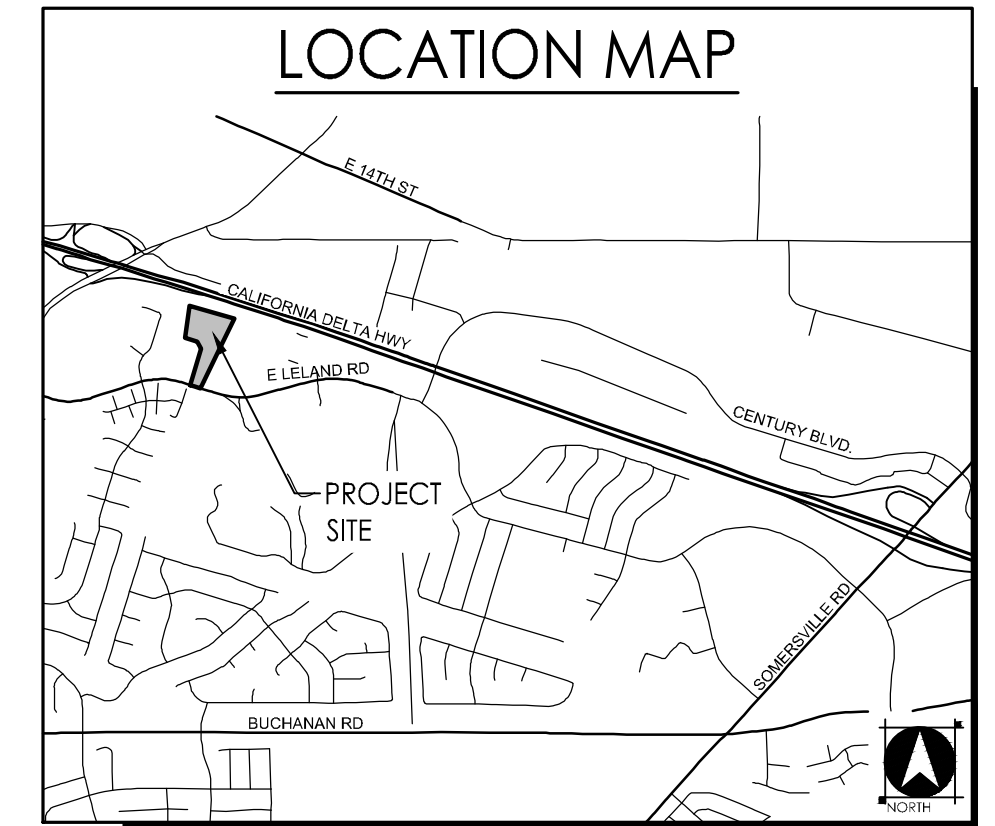 LOCATION MAP
E 14TH ST
CALIFORNIA DELTA HWY
E LELAND RD
CENTURY BLVD.
PROJECT
SITE
SOMERSVILLE RD
BUCHANAN RD
NORTH